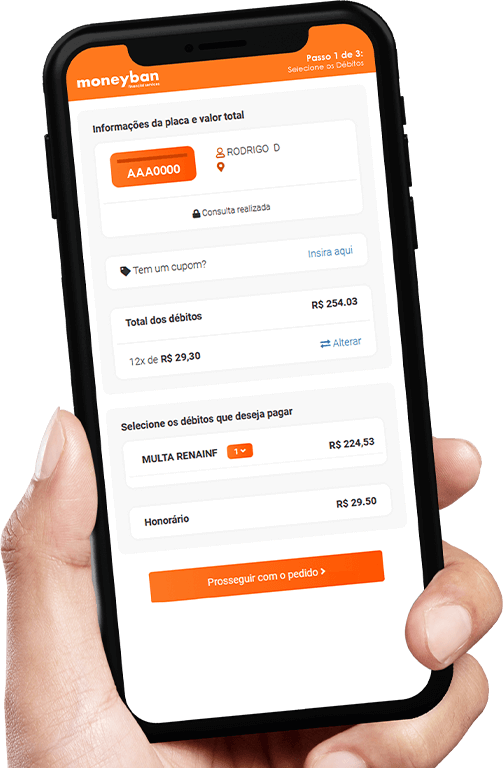 moneyban
financial services
Passo 1 de 3:
Selecione os Débitos
Informações da placa e valor total
AAA0000
RODRIGO D
Consulta realizada
Tem um cupom?
Insira aqui
Total dos débitos
R$ 254.03
12x de R$ 29,30
Alterar
Selecione os débitos que deseja pagar
MULTA RENAINF
1
R$ 224,53
Honorário
R$ 29.50
Prosseguir com o pedido